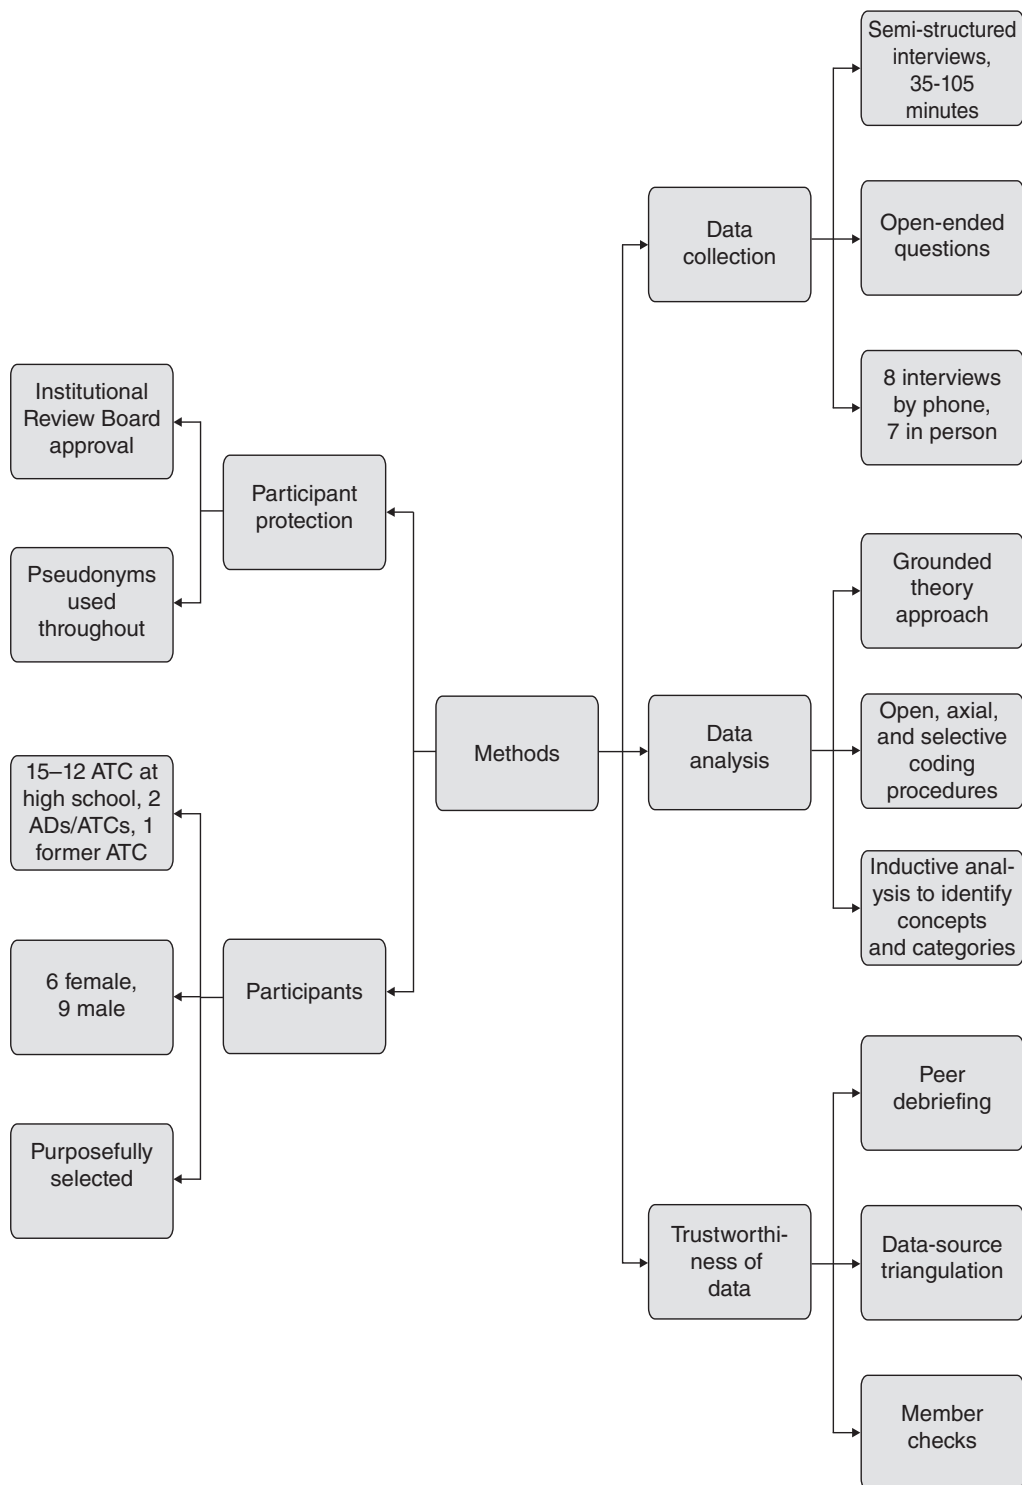 Semi-structured
interviews,
35-105
minutes
Data
collection
Open-ended
questions
8 interviews
by phone,
7 in person
Institutional
Review Board
approval
Participant
protection
Pseudonyms
used
throughout
Grounded
theory
approach
Methods
Data
analysis
Open, axial,
and selective
coding
procedures
15–12 ATC at
high school, 2
ADs/ATCs, 1
former ATC
Inductive anal-
ysis to identify
concepts
and categories
6 female,
9 male
Participants
Purposefully
selected
Peer
debriefing
Trustworthi-
ness of
data
Data-source
triangulation
Member
checks